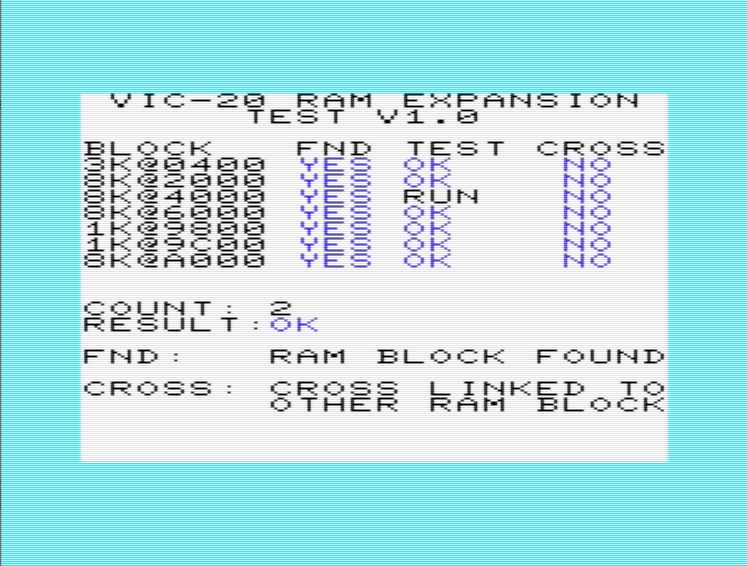 VIC-20 RAM EXPANSION
TEST V1.0
BLOCK FND TEST CROSS
3K@0400 YES OK NO
8K@2000 YES OK NO
8K@4000 YES RUN NO
8K@6000 YES OK NO
1K@9800 YES OK NO
1K@9C00 YES OK NO
8K@A000 YES OK NO
COUNT: 2
RESULT:OK
FND: RAM BLOCK FOUND
CROSS: CROSS LINKED TO
OTHER RAM BLOCK